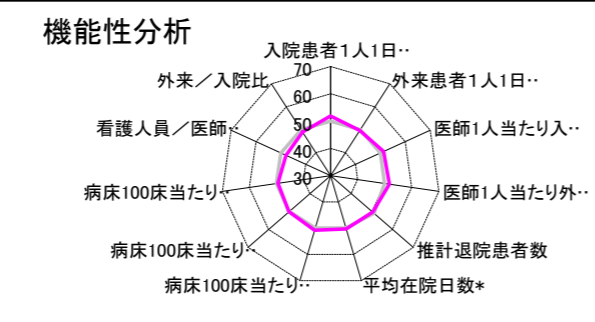 機能性分析
入院患者1人1日‥
外来／入院比
外来患者1人1日‥
看護人員／医師‥
医師1人当たり入‥
病床100床当たり‥
医師1人当たり外‥
病床100床当たり‥
推計退院患者数
病床100床当たり‥
平均在院日数*
70
60
50
40
30